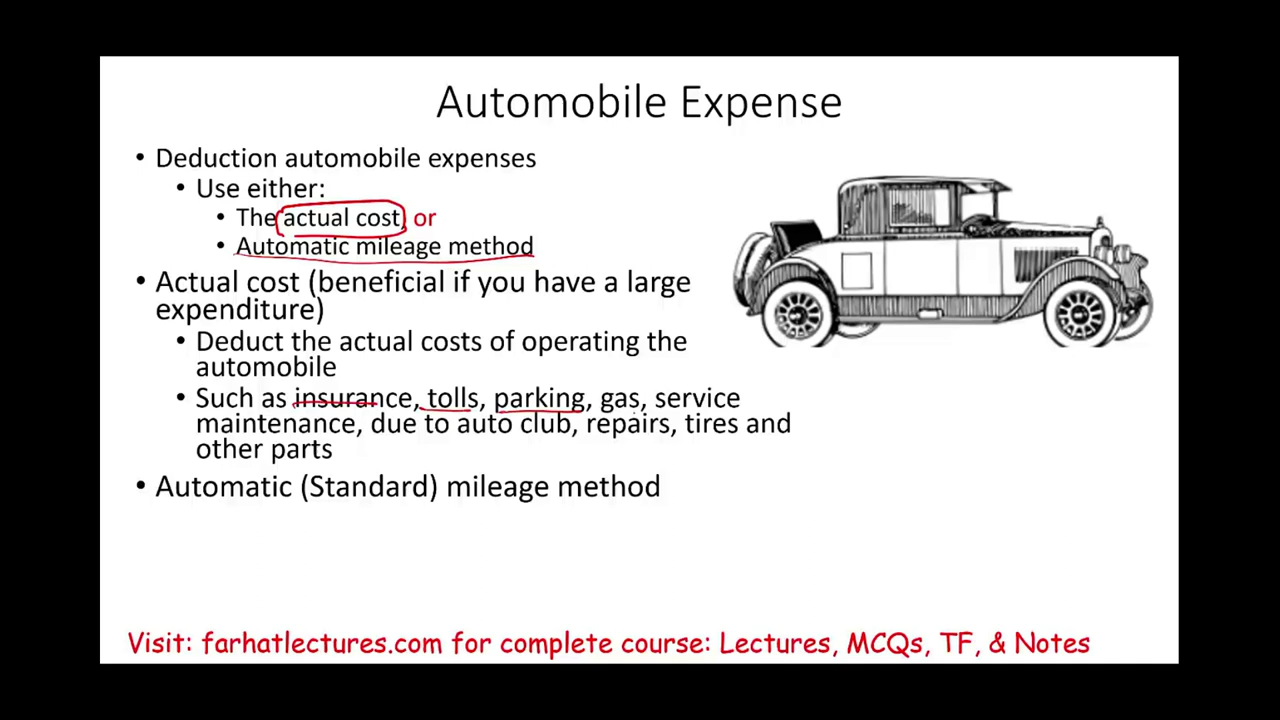 Automobile Expense
• Deduction automobile expenses
• Use either:
• The actual cost, or
• Automatic mileage method
• Actual cost (beneficial if you have a large
expenditure)
• Deduct the actual costs of operating the
automobile
• Such as insurance, tolls, parking, gas, service
maintenance, due to auto club, repairs, tires and
other parts
• Automatic (Standard) mileage method
Visit: farhatlectures.com for complete course: Lectures, MCQs, TF, & Notes